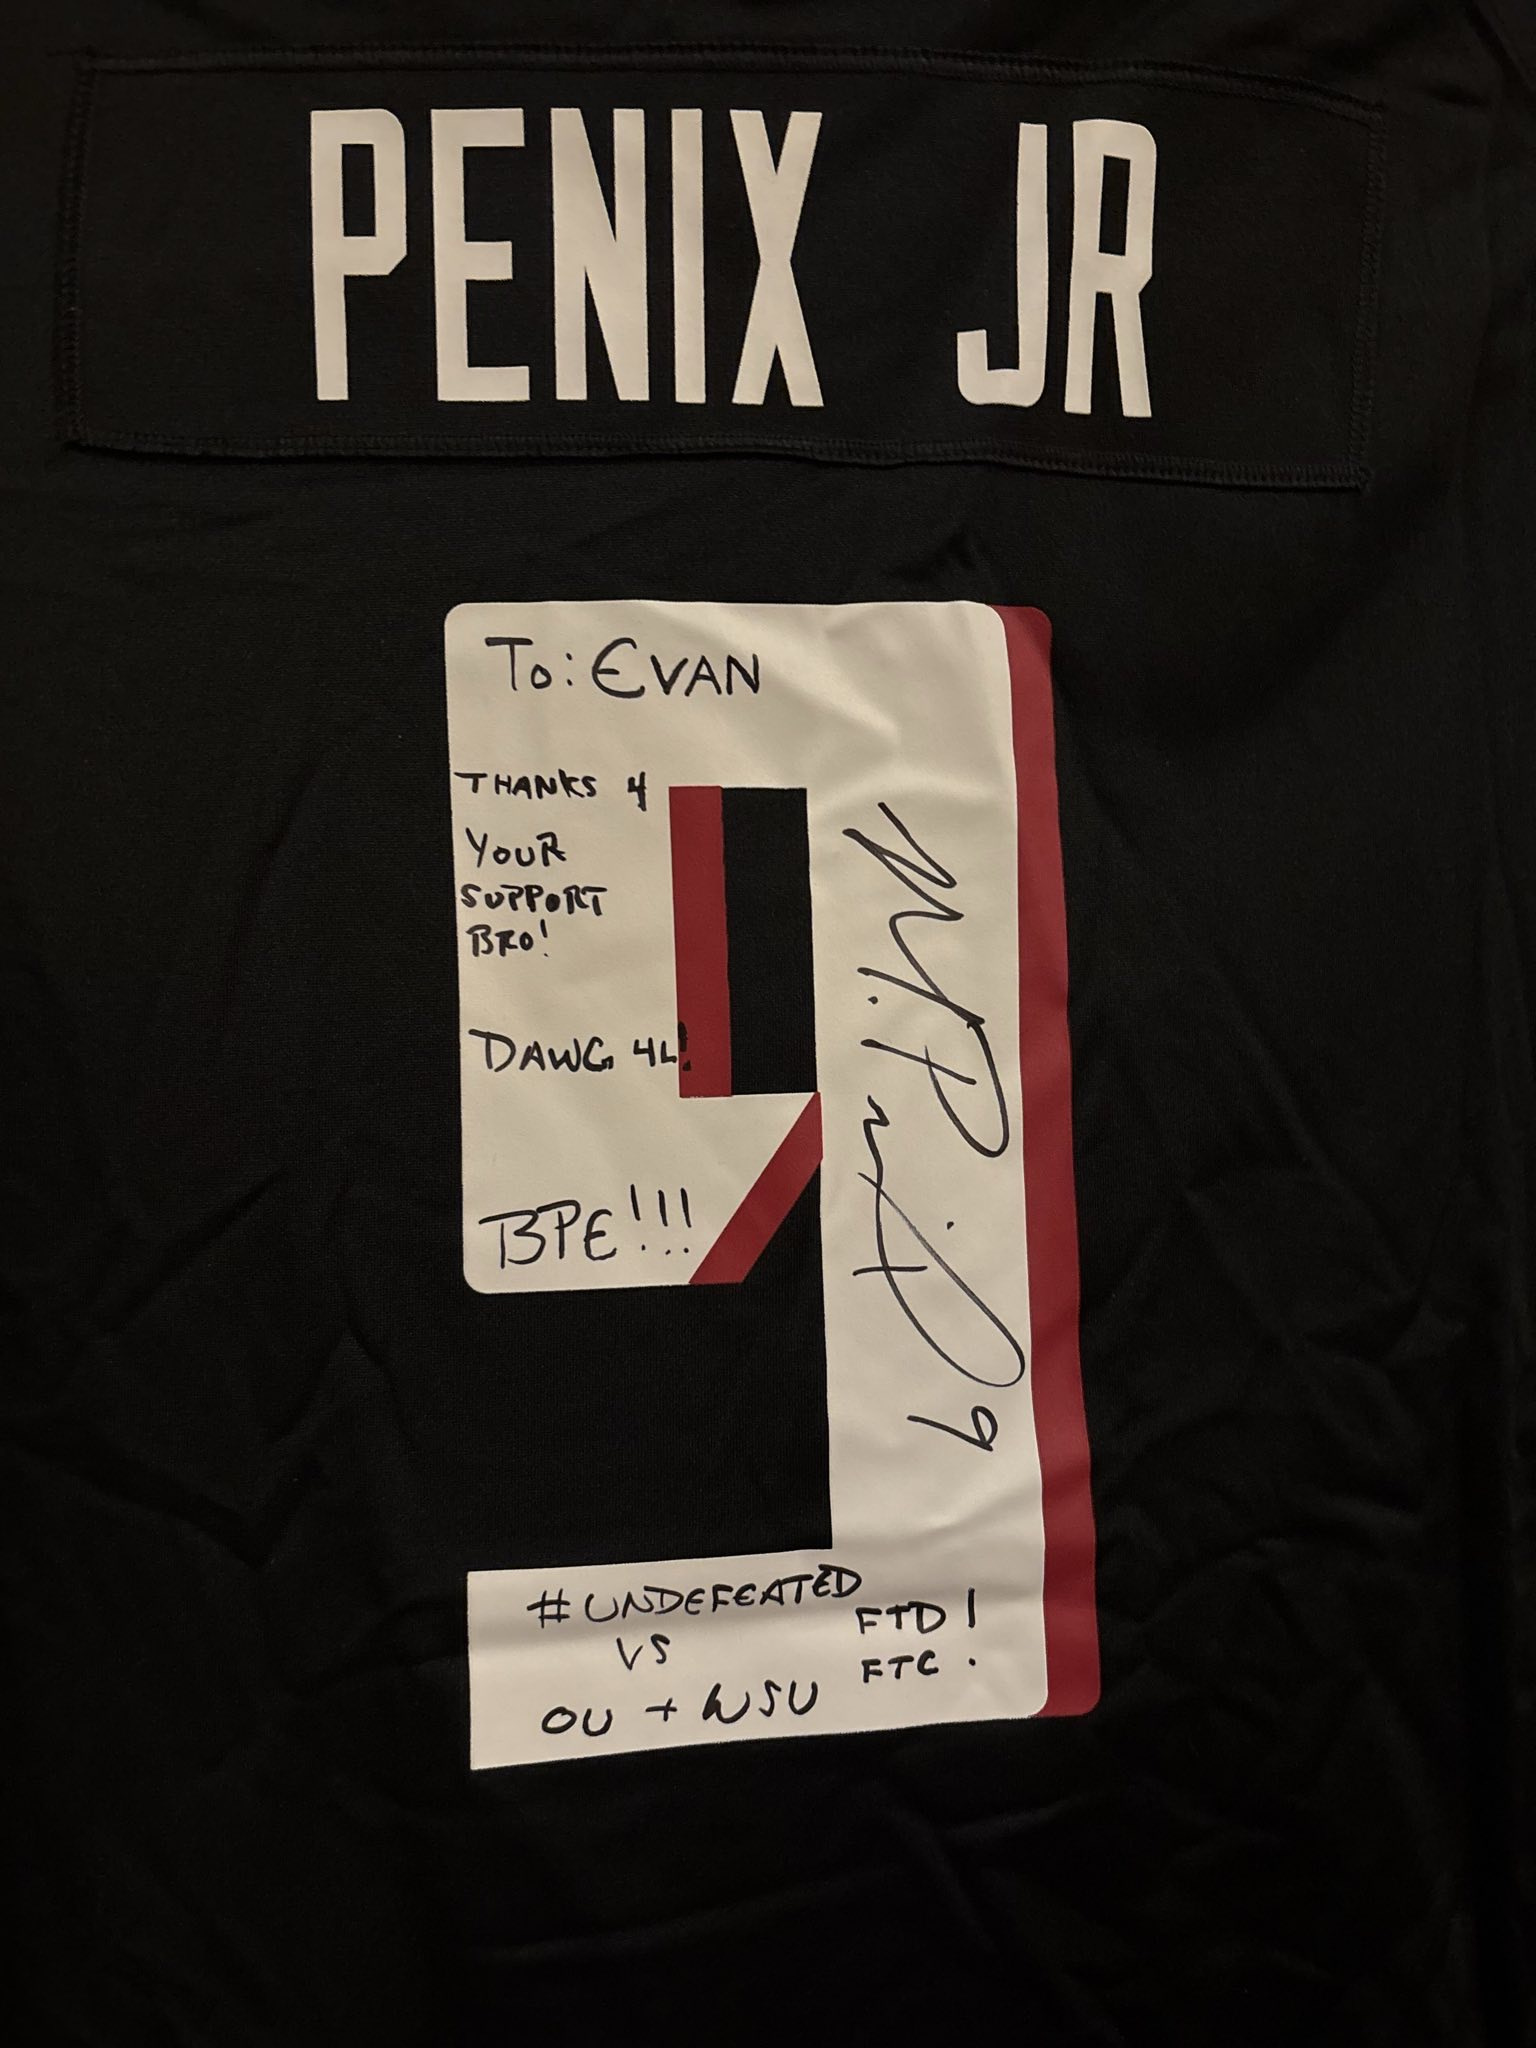 PENIX JR
TO: EVAN
THANKS 4
YOUR
SUPPORT
BRO!
DAWG 4L!
BPE!!!
M. Penix 9
#UNDEFEATED
VS
OU + WSU
FTD!
FTC.